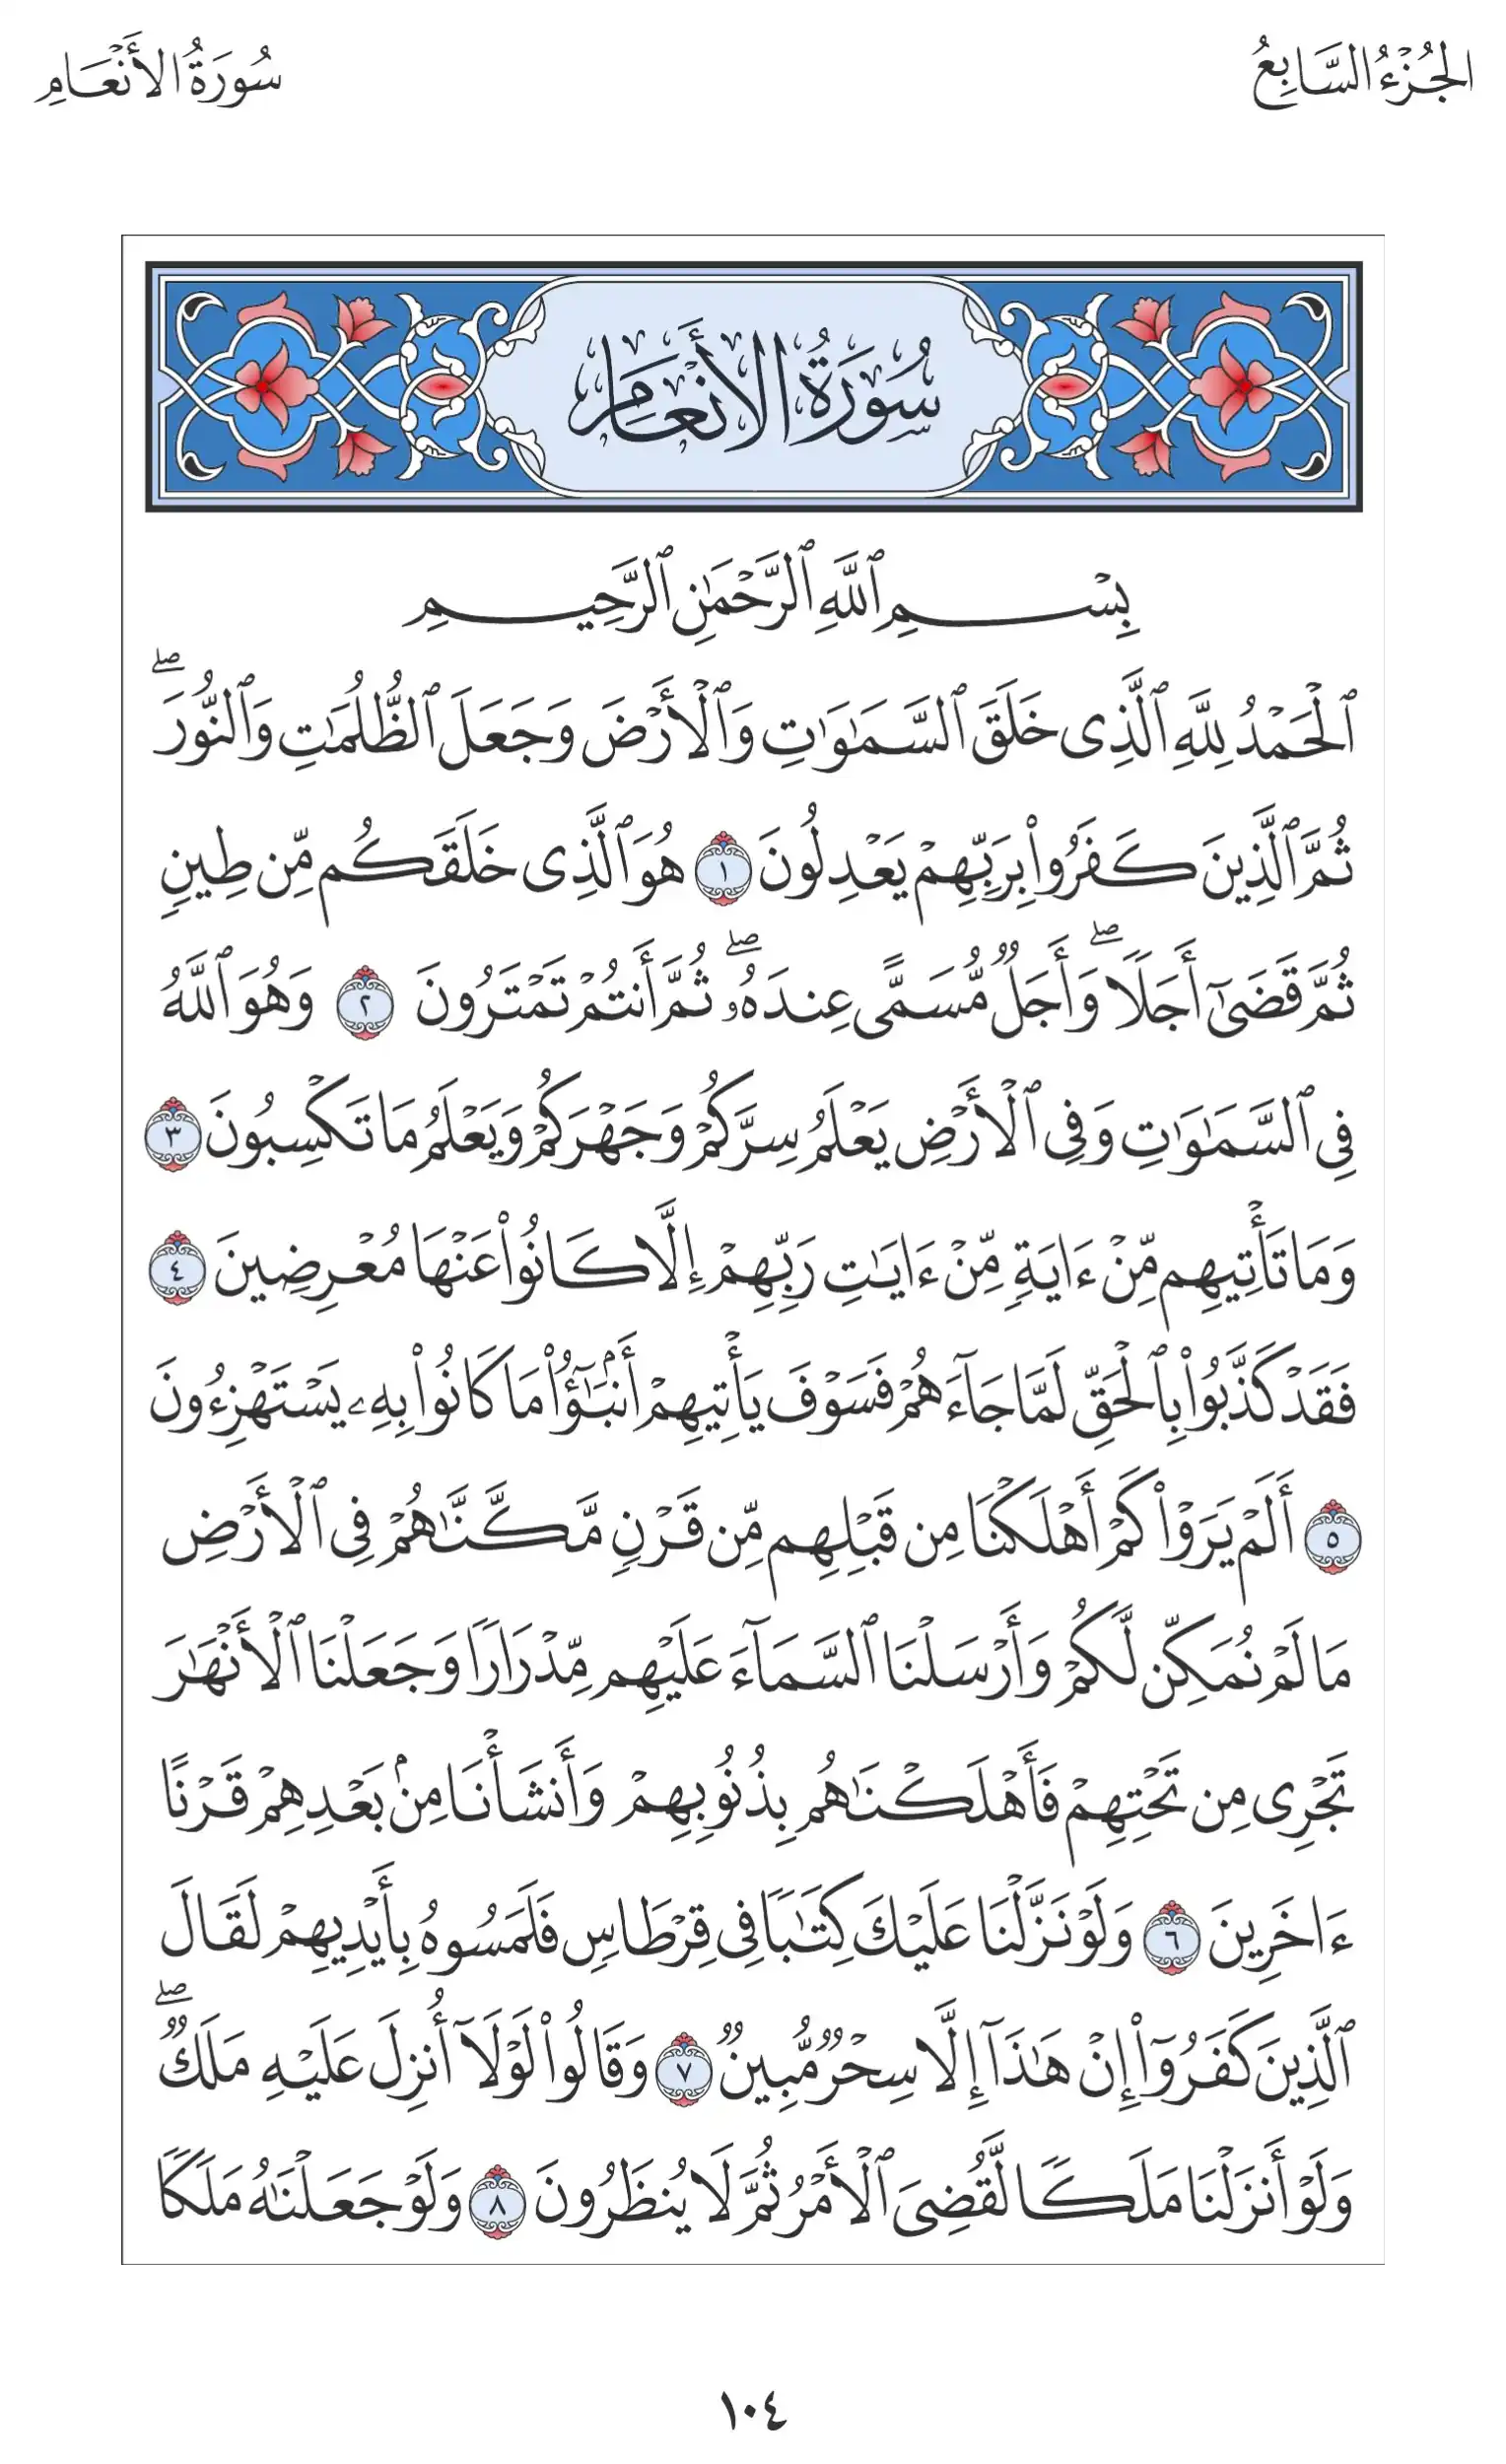 الجُزْءُ السَّابِعُ
سُورَةُ الأَنْعَامِ
سُورَةُ الأَنْعَامِ
بِسْمِ ٱللَّهِ ٱلرَّحْمَٰنِ ٱلرَّحِيمِ
ٱلْحَمْدُ لِلَّهِ ٱلَّذِى خَلَقَ ٱلسَّمَٰوَٰتِ وَٱلْأَرْضَ وَجَعَلَ ٱلظُّلُمَٰتِ وَٱلنُّورَ ۖ
ثُمَّ ٱلَّذِينَ كَفَرُوا۟ بِرَبِّهِمْ يَعْدِلُونَ ١ هُوَ ٱلَّذِى خَلَقَكُم مِّن طِينٍ
ثُمَّ قَضَىٰٓ أَجَلًا ۖ وَأَجَلٌ مُّسَمًّى عِندَهُۥ ۖ ثُمَّ أَنتُمْ تَمْتَرُونَ ٢ وَهُوَ ٱللَّهُ
فِى ٱلسَّمَٰوَٰتِ وَفِى ٱلْأَرْضِ يَعْلَمُ سِرَّكُمْ وَجَهْرَكُمْ وَيَعْلَمُ مَا تَكْسِبُونَ ٣
وَمَا تَأْتِيهِم مِّنْ ءَايَةٍ مِّنْ ءَايَٰتِ رَبِّهِمْ إِلَّا كَانُوا۟ عَنْهَا مُعْرِضِينَ ٤
فَقَدْ كَذَّبُوا۟ بِٱلْحَقِّ لَمَّا جَآءَهُمْ فَسَوْفَ يَأْتِيهِمْ أَنۢبَٰٓؤُا۟ مَا كَانُوا۟ بِهِۦ يَسْتَهْزِءُونَ
٥ أَلَمْ يَرَوْا۟ كَمْ أَهْلَكْنَا مِن قَبْلِهِم مِّن قَرْنٍ مَّكَّنَّٰهُمْ فِى ٱلْأَرْضِ
مَا لَمْ نُمَكِّن لَّكُمْ وَأَرْسَلْنَا ٱلسَّمَآءَ عَلَيْهِم مِّدْرَارًا وَجَعَلْنَا ٱلْأَنْهَٰرَ
تَجْرِى مِن تَحْتِهِمْ فَأَهْلَكْنَٰهُم بِذُنُوبِهِمْ وَأَنشَأْنَا مِنۢ بَعْدِهِمْ قَرْنًا
ءَاخَرِينَ ٦ وَلَوْ نَزَّلْنَا عَلَيْكَ كِتَٰبًا فِى قِرْطَاسٍ فَلَمَسُوهُ بِأَيْدِيهِمْ لَقَالَ
ٱلَّذِينَ كَفَرُوٓا۟ إِنْ هَٰذَآ إِلَّا سِحْرٌ مُّبِينٌ ٧ وَقَالُوا۟ لَوْلَآ أُنزِلَ عَلَيْهِ مَلَكٌ ۖ
وَلَوْ أَنزَلْنَا مَلَكًا لَّقُضِىَ ٱلْأَمْرُ ثُمَّ لَا يُنظَرُونَ ٨ وَلَوْ جَعَلْنَٰهُ مَلَكًا
١٠٤